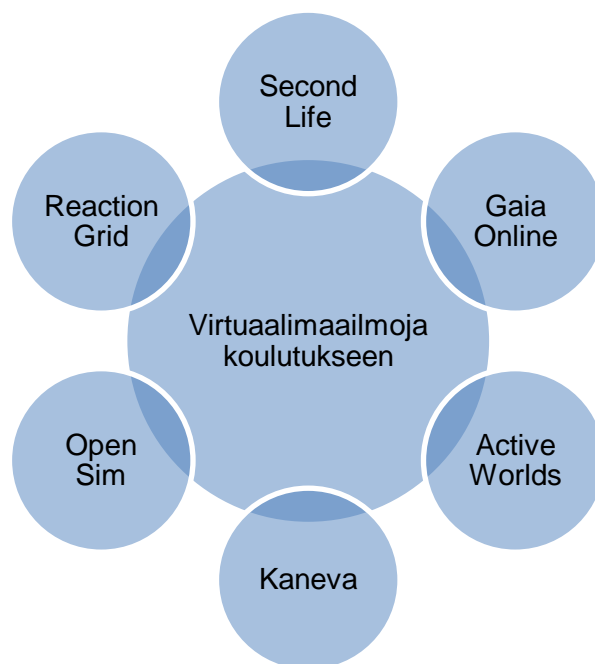 Second
Life
Gaia
Online
Active
Worlds
Kaneva
Open
Sim
Reaction
Grid
Virtuaalimaailmoja
koulutukseen